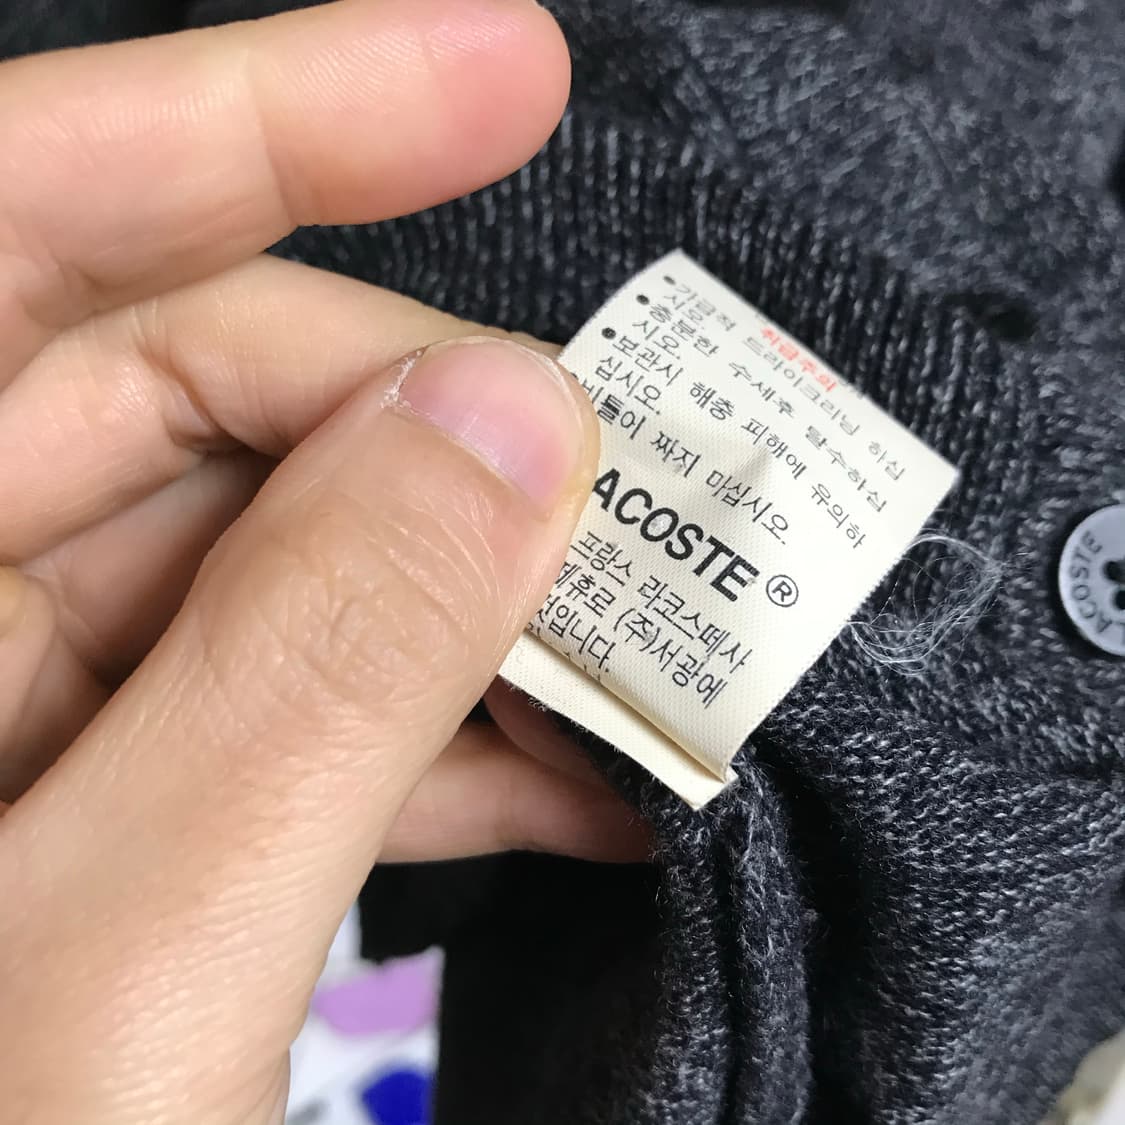 취급주의
●가급적 드라이크리닝 하십
시오.
●충분한 수세후 탈수하십
시오.
●보관시 해충 피해에 유의하
십시오.
비틀어 짜지 마십시오
ACOSTE ®
프랑스 라코스떼사
제휴로 (주)서광에
것입니다.
LACOSTE